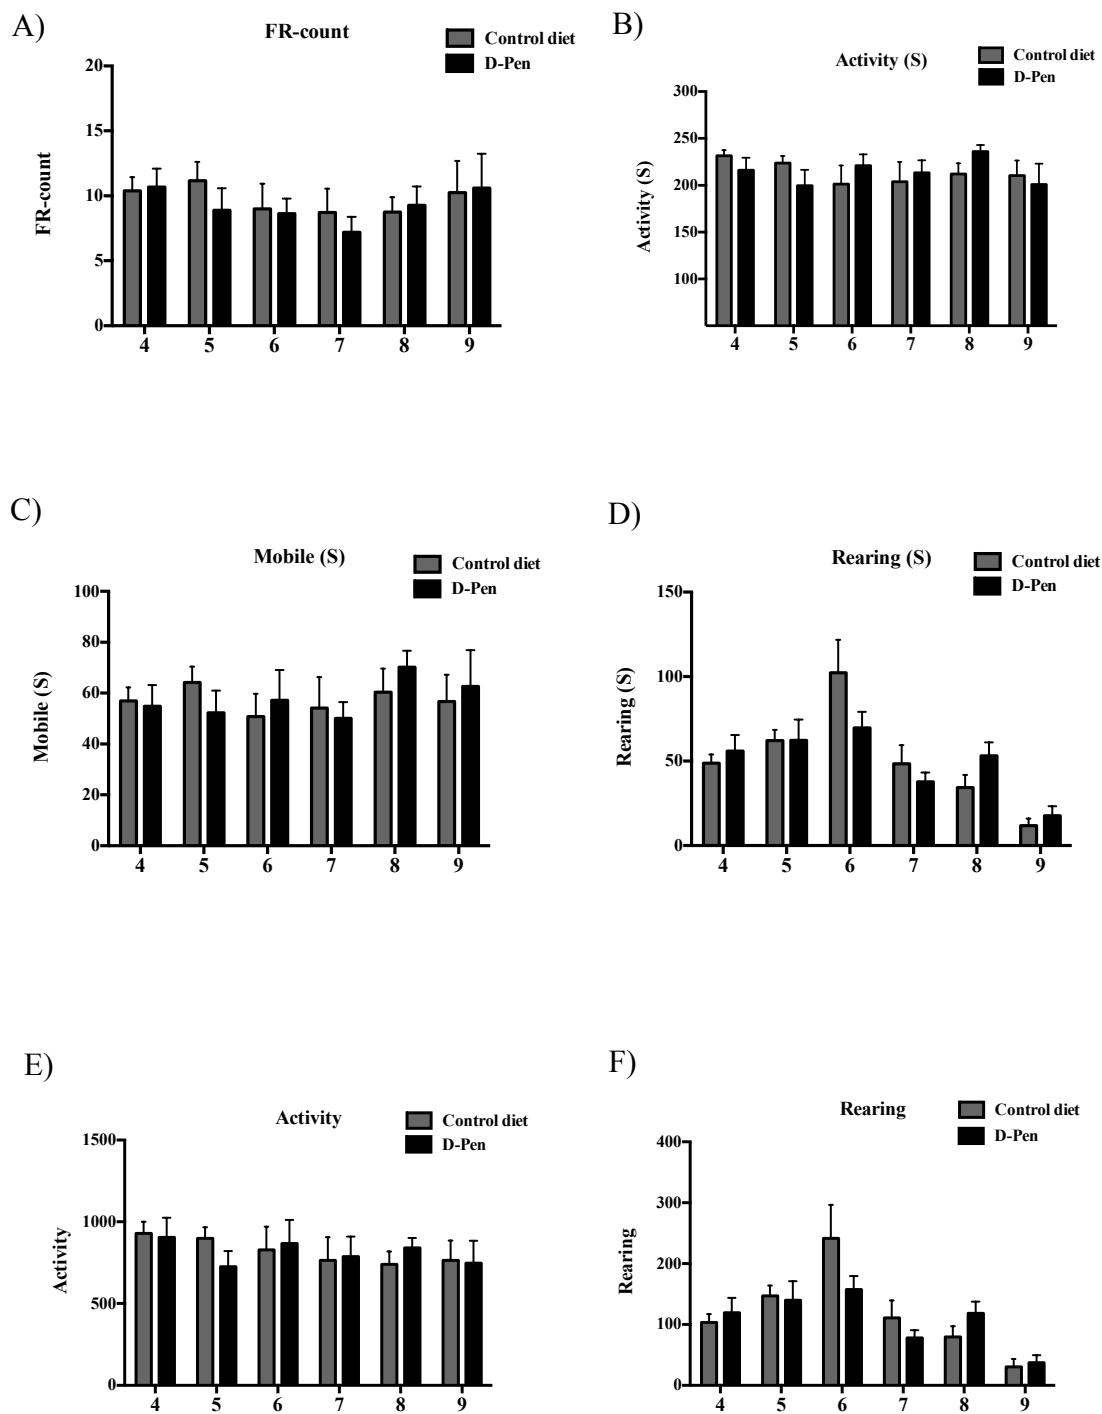 A)
FR-count
Control diet
D-Pen
20
15
10
5
0
FR-count
4 5 6 7 8 9
B)
Activity (S)
Control diet
D-Pen
300
250
200
150
100
Activity (S)
4 5 6 7 8 9
C)
Mobile (S)
Control diet
D-Pen
100
80
60
40
20
0
Mobile (S)
4 5 6 7 8 9
D)
Rearing (S)
Control diet
D-Pen
150
100
50
0
Rearing (S)
4 5 6 7 8 9
E)
Activity
Control diet
D-Pen
1500
1000
500
0
Activity
4 5 6 7 8 9
F)
Rearing
Control diet
D-Pen
400
300
200
100
0
Rearing
4 5 6 7 8 9